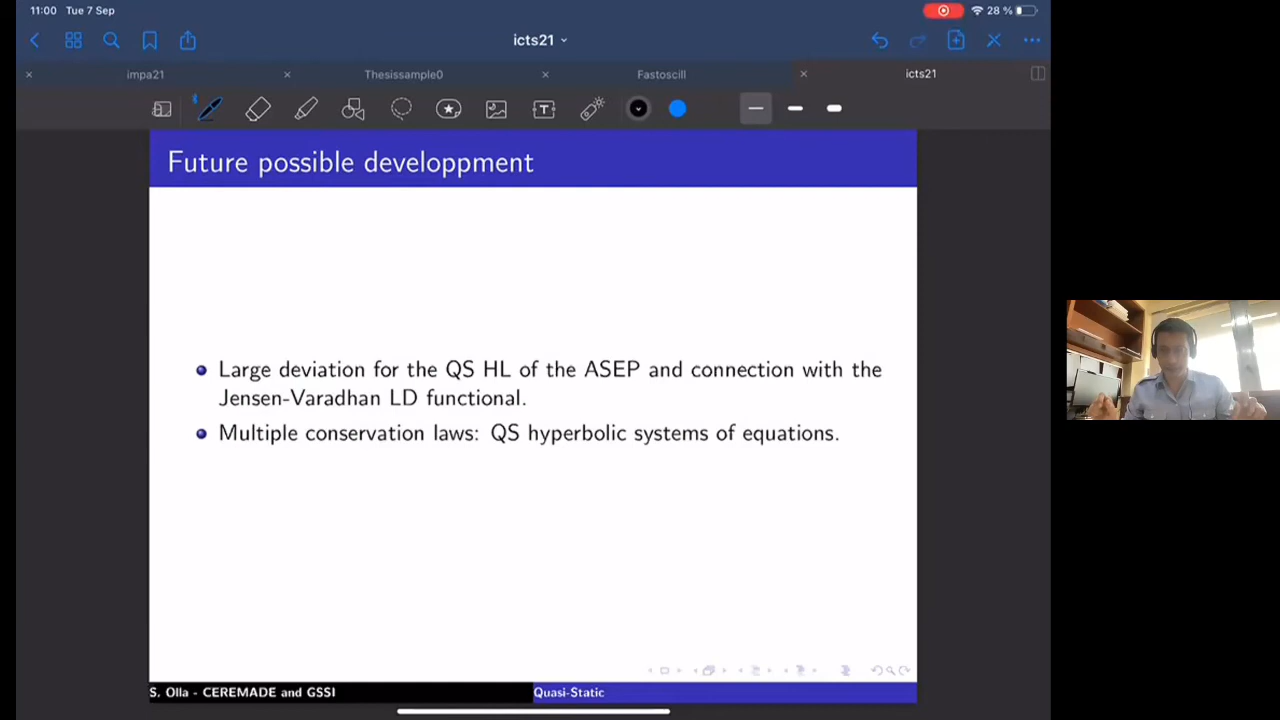 11:00 Tue 7 Sep
28 %
icts21
impa21
Thesissample0
Fastoscill
icts21
Future possible developpment
Large deviation for the QS HL of the ASEP and connection with the
Jensen-Varadhan LD functional.
Multiple conservation laws: QS hyperbolic systems of equations.
S. Olla - CEREMADE and GSSI
Quasi-Static